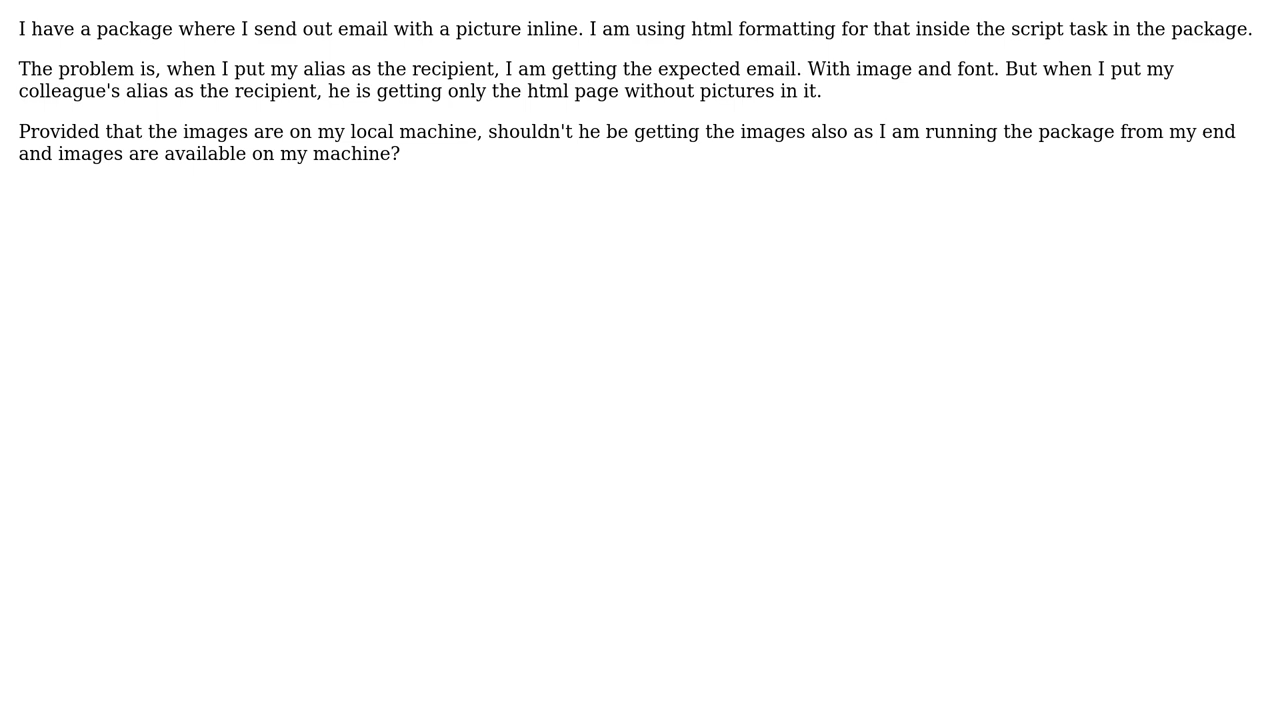 I have a package where I send out email with a picture inline. I am using html formatting for that inside the script task in the package.
The problem is, when I put my alias as the recipient, I am getting the expected email. With image and font. But when I put my
colleague's alias as the recipient, he is getting only the html page without pictures in it.
Provided that the images are on my local machine, shouldn't he be getting the images also as I am running the package from my end
and images are available on my machine?